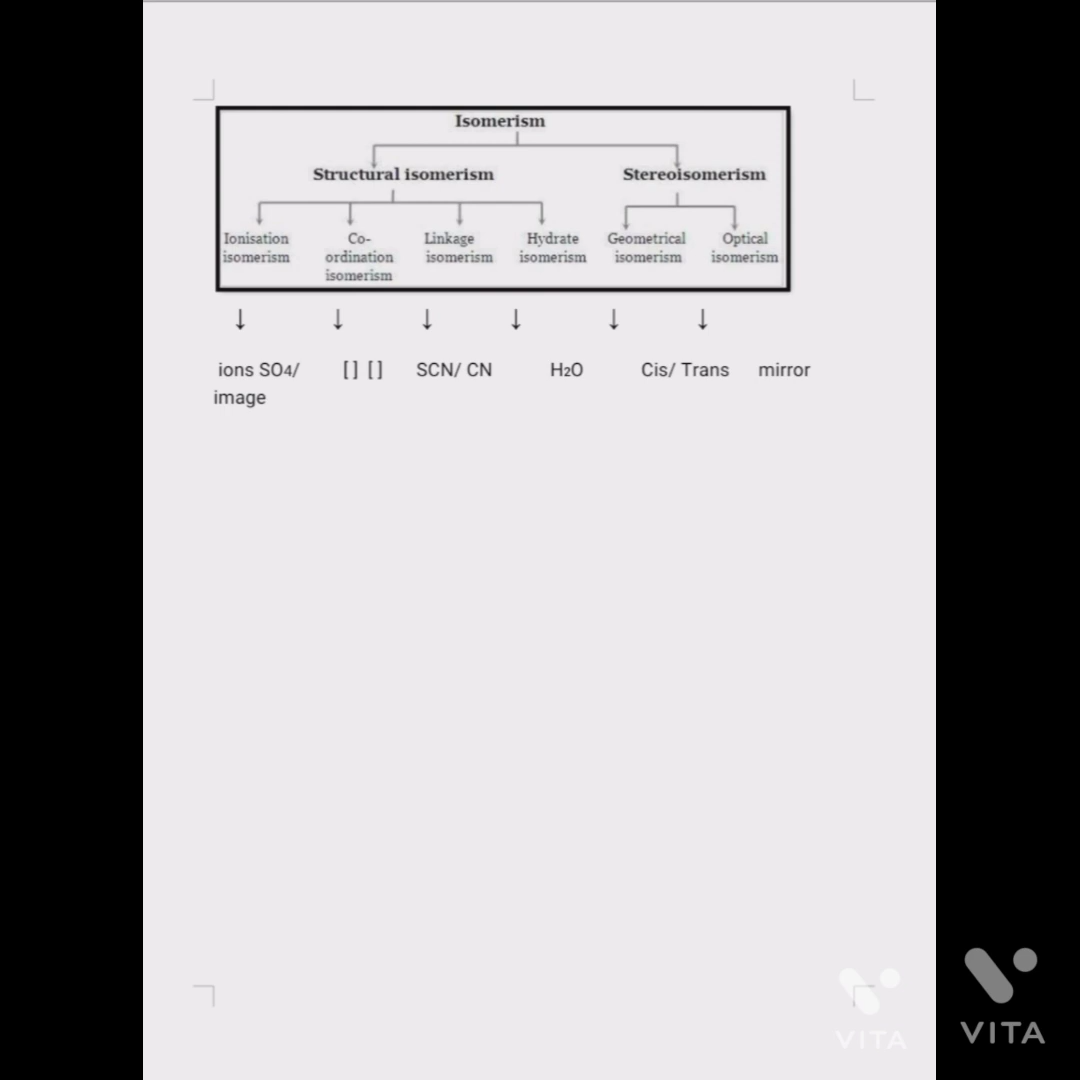 Isomerism
Structural isomerism Stereoisomerism
Ionisation isomerism
Co-ordination isomerism
Linkage isomerism
Hydrate isomerism
Geometrical isomerism
Optical isomerism
↓ ↓ ↓ ↓ ↓ ↓
ions SO4/ [] [] SCN/ CN H2O Cis/ Trans mirror
image
VITA
VITA